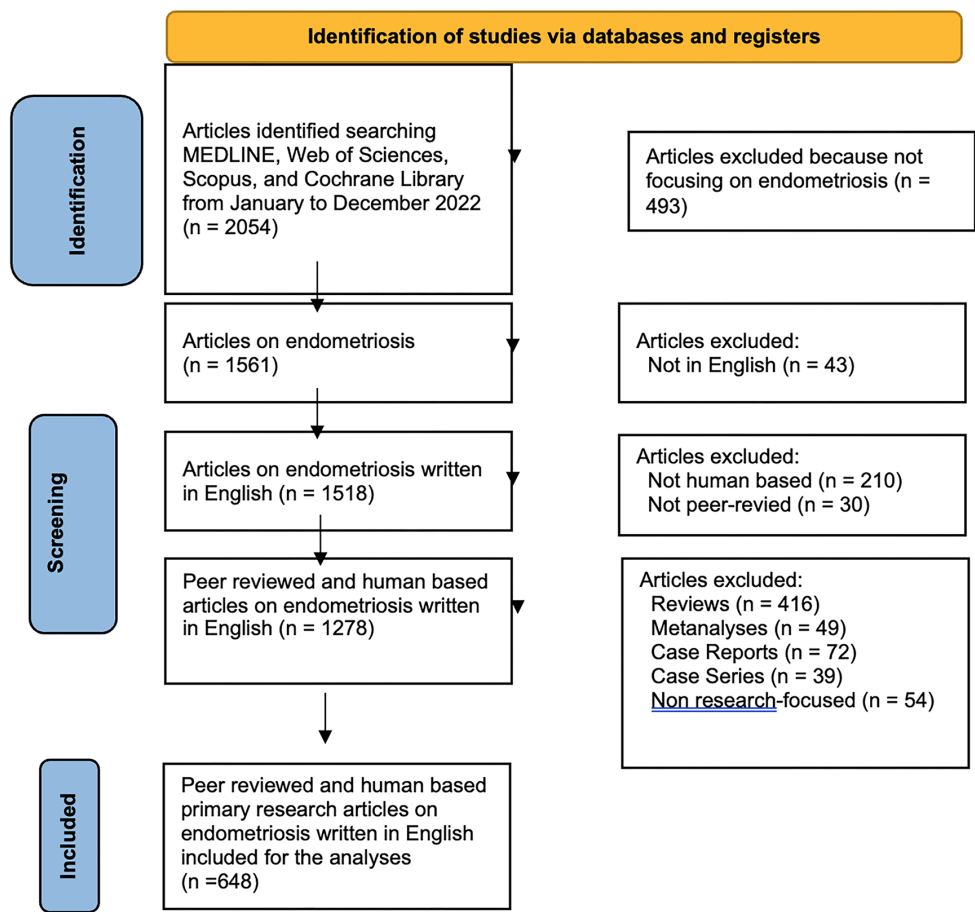 Identification of studies via databases and registers
Identification
Articles identified searching
MEDLINE, Web of Sciences,
Scopus, and Cochrane Library
from January to December 2022
(n = 2054)
Articles excluded because not
focusing on endometriosis (n =
493)
Articles on endometriosis
(n = 1561)
Articles excluded:
Not in English (n = 43)
Screening
Articles on endometriosis written
in English (n = 1518)
Articles excluded:
Not human based (n = 210)
Not peer-revied (n = 30)
Peer reviewed and human based
articles on endometriosis written
in English (n = 1278)
Articles excluded:
Reviews (n = 416)
Metanalyses (n = 49)
Case Reports (n = 72)
Case Series (n = 39)
Non research-focused (n = 54)
Included
Peer reviewed and human based
primary research articles on
endometriosis written in English
included for the analyses
(n =648)